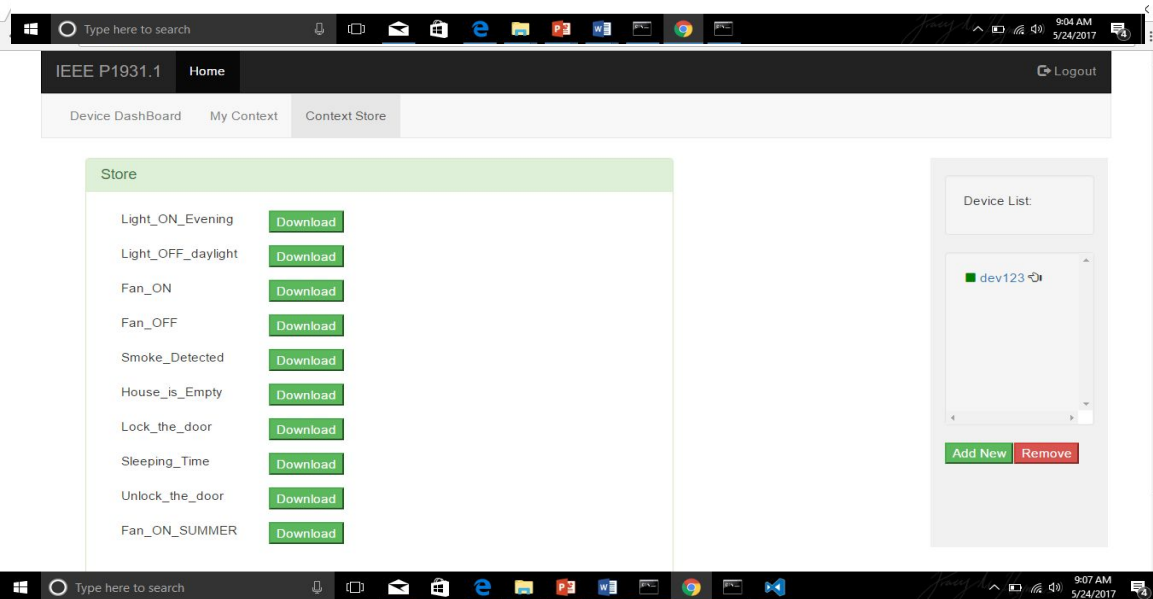 Type here to search
9:04 AM
5/24/2017
4
IEEE P1931.1 Home Logout
Device DashBoard My Context Context Store
Store
Light_ON_Evening Download
Light_OFF_daylight Download
Fan_ON Download
Fan_OFF Download
Smoke_Detected Download
House_is_Empty Download
Lock_the_door Download
Sleeping_Time Download
Unlock_the_door Download
Fan_ON_SUMMER Download
Device List:
dev123
Add New Remove
Type here to search
9:07 AM
5/24/2017
4